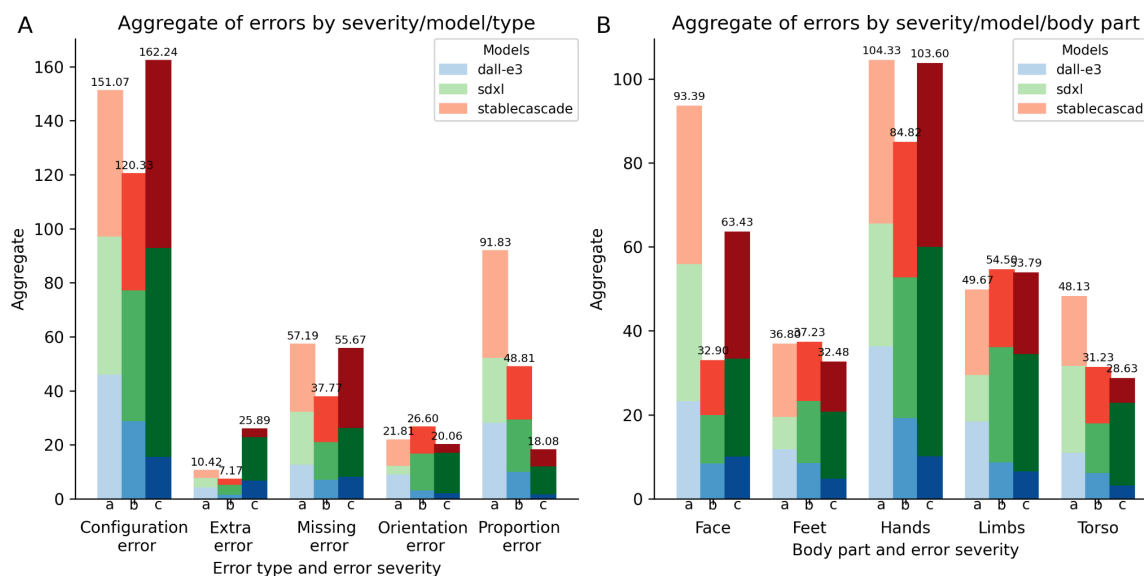 A
Aggregate of errors by severity/model/type
Models
dall-e3
sdxl
stablecascade
Aggregate
160
140
120
100
80
60
40
20
0
151.07
120.33
162.24
10.42
7.17
25.89
57.19
37.77
55.67
21.81
26.60
20.06
91.83
48.81
18.08
a b c a b c a b c a b c a b c
Configuration error
Extra error
Missing error
Orientation error
Proportion error
Error type and error severity
B
Aggregate of errors by severity/model/body part
Models
dall-e3
sdxl
stablecascad
Aggregate
100
80
60
40
20
0
93.39
32.90
63.43
36.80
37.23
32.48
104.33
84.82
103.60
49.67
54.50
53.79
48.13
31.23
28.63
a b c a b c a b c a b c a b c
Face
Feet
Hands
Limbs
Torso
Body part and error severity